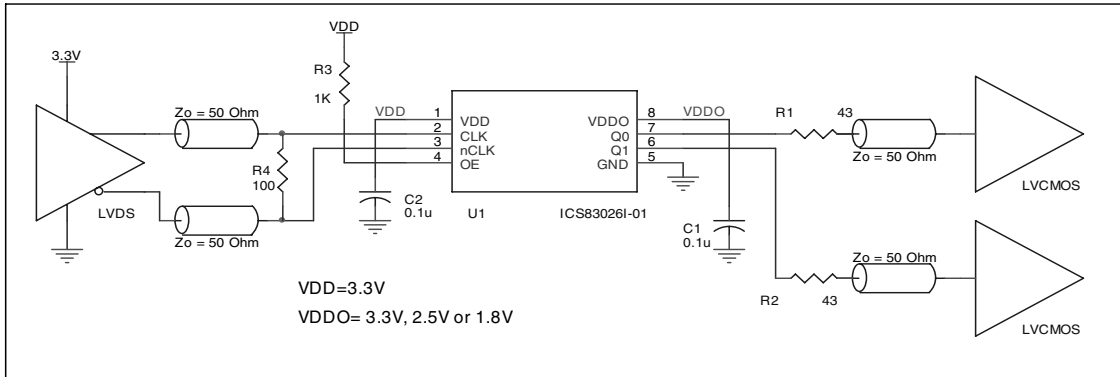 3.3V
Zo = 50 Ohm
R4
100
LVDS
Zo = 50 Ohm
VDD
R3
1K
VDD
C2
0.1u
1
2
3
4
VDD
CLK
nCLK
OE
VDDO
Q0
Q1
GND
8
7
6
5
U1
ICS83026I-01
VDDO
C1
0.1u
R1
43
Zo = 50 Ohm
LVCMOS
R2
43
Zo = 50 Ohm
LVCMOS
VDD=3.3V
VDDO= 3.3V, 2.5V or 1.8V